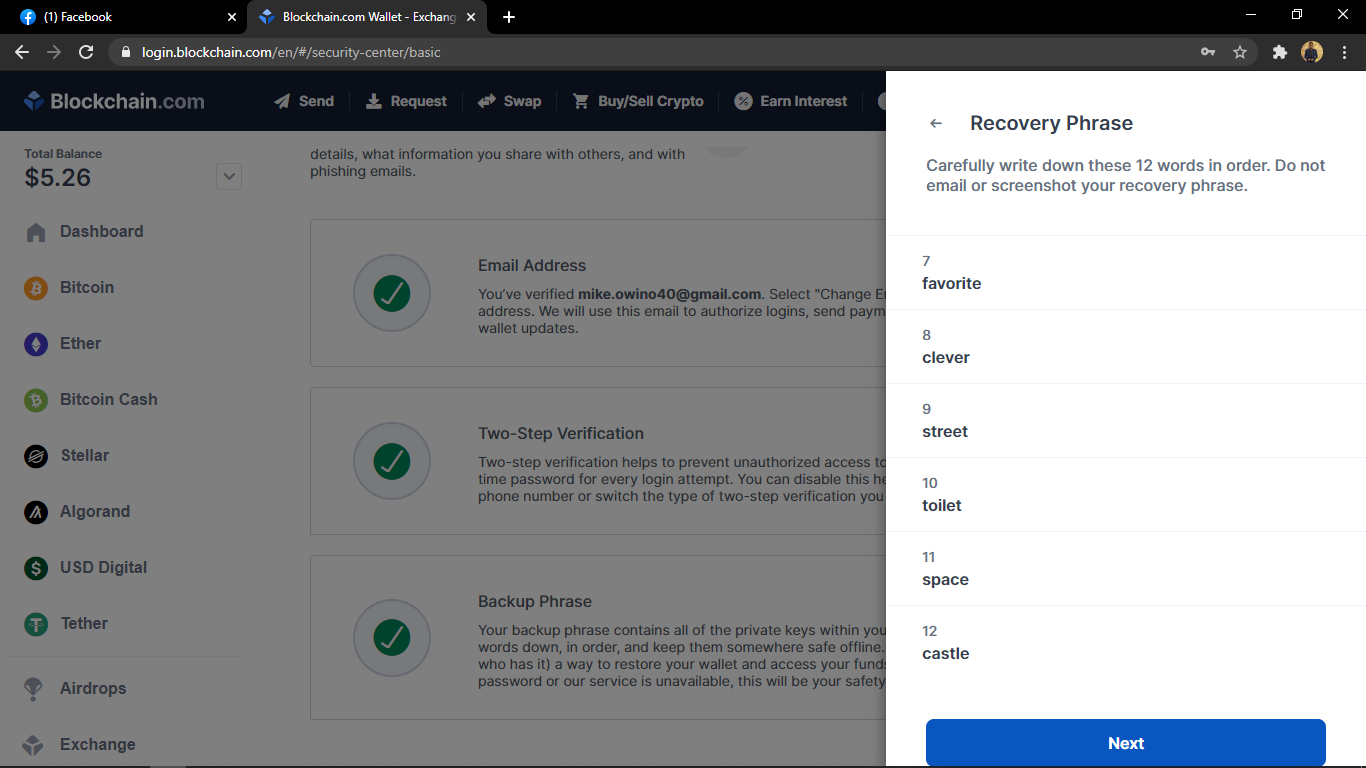 (1) Facebook
Blockchain.com Wallet - Exchang
login.blockchain.com/en/#/security-center/basic
Blockchain.com
Send
Request
Swap
Buy/Sell Crypto
Earn Interest
Total Balance
$5.26
Dashboard
Bitcoin
Ether
Bitcoin Cash
Stellar
Algorand
USD Digital
Tether
Airdrops
Exchange
details, what information you share with others, and with
phishing emails.
Email Address
You've verified mike.owino40@gmail.com. Select "Change E
address. We will use this email to authorize logins, send paym
wallet updates.
Two-Step Verification
Two-step verification helps to prevent unauthorized access to
time password for every login attempt. You can disable this he
phone number or switch the type of two-step verification you
Backup Phrase
Your backup phrase contains all of the private keys within you
words down, in order, and keep them somewhere safe offline.
who has it) a way to restore your wallet and access your funds
password or our service is unavailable, this will be your safety
Recovery Phrase
Carefully write down these 12 words in order. Do not
email or screenshot your recovery phrase.
7
favorite
8
clever
9
street
10
toilet
11
space
12
castle
Next